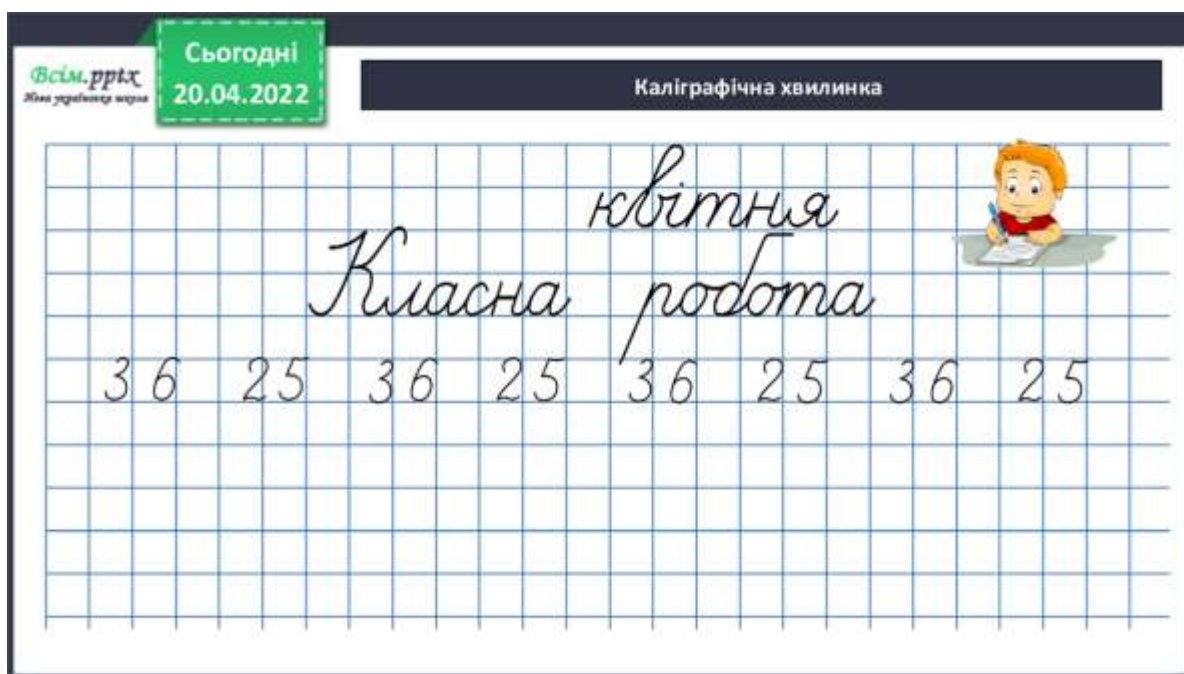 Сьогодні
20.04.2022
Всім.pptx
Нова українська школа
Каліграфічна хвилинка
квітня
Класна робота
36 25 36 25 36 25 36 25